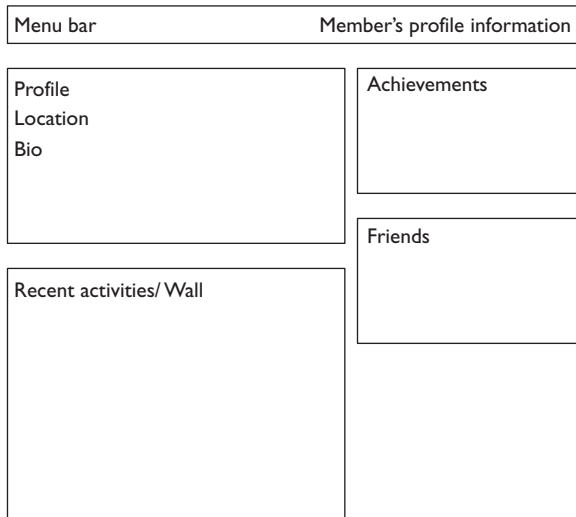 Menu bar Member's profile information
Profile
Location
Bio
Achievements
Friends
Recent activities/ Wall